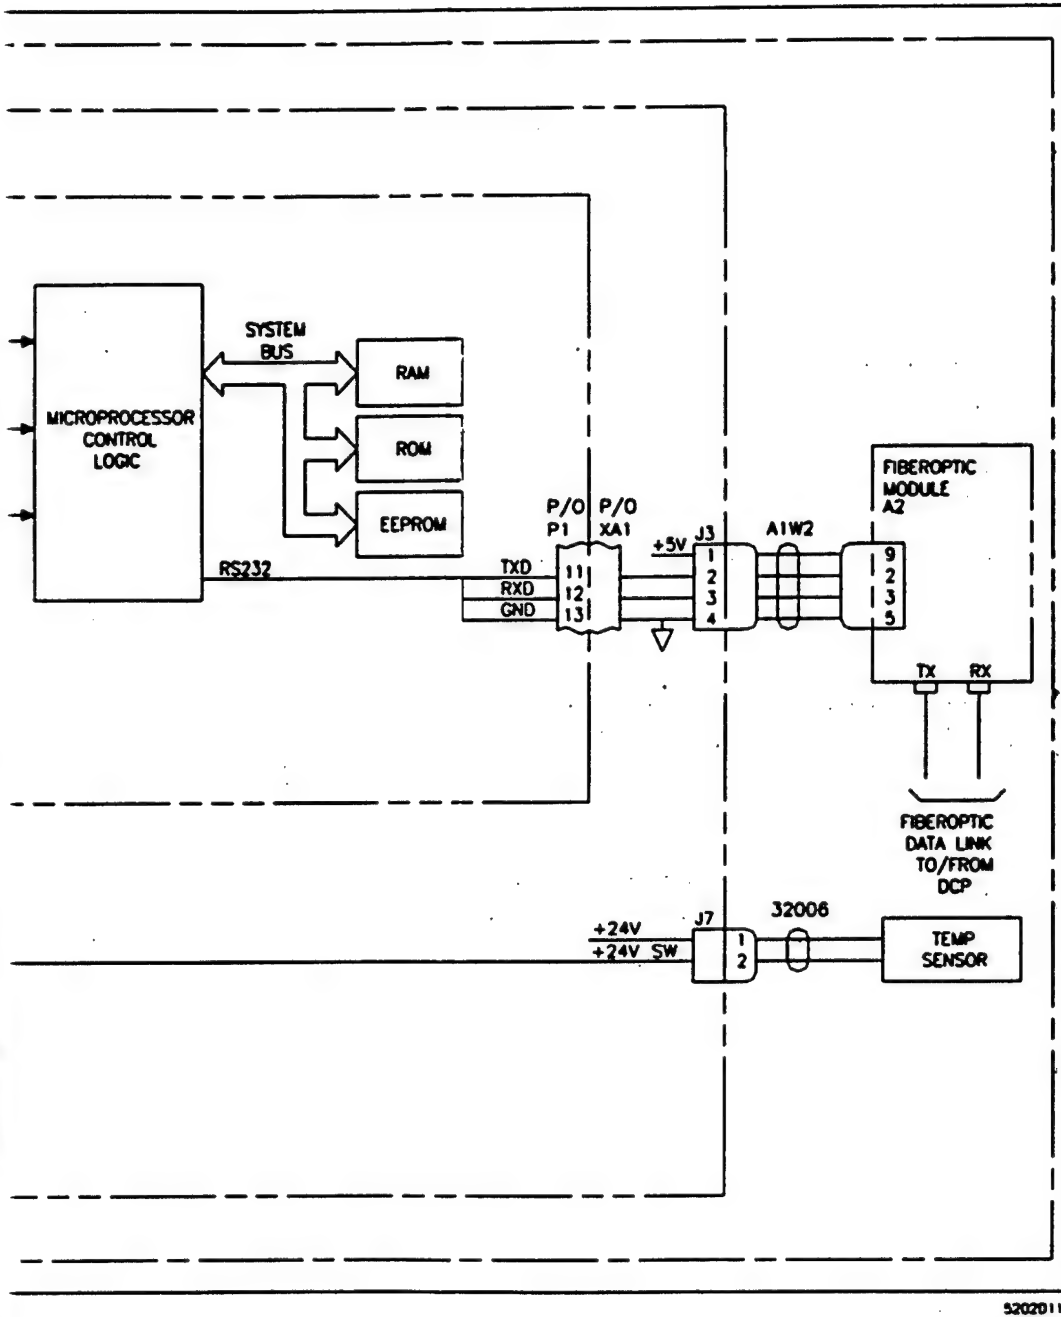 SYSTEM
BUS
MICROPROCESSOR
CONTROL
LOGIC
RAM
ROM
EEPROM
RS232
TXD
RXD
GND
P/O P/O
P1 XA1
11
12
13
+5V
J3
1
2
3
4
A1W2
9
2
3
5
FIBEROPTIC
MODULE
A2
TX RX
FIBEROPTIC
DATA LINK
TO/FROM
DCP
+24V
+24V SW
J7
1
2
32006
TEMP
SENSOR
5202011